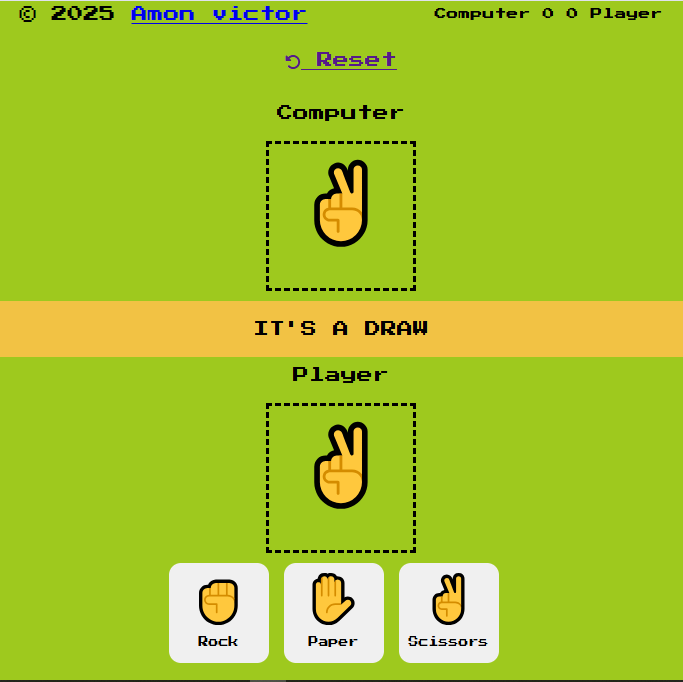 © 2025 Amon victor
Computer 0 0 Player
Reset
Computer
IT'S A DRAW
Player
Rock
Paper
Scissors